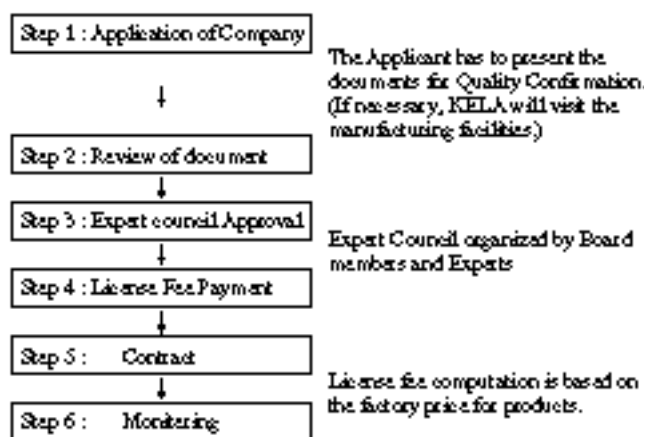 Step 1 : Application of Company
The Applicant has to present the
documents for Quality Confirmation.
(If necessary, KELA will visit the
manufacturing facilities.)
Step 2 : Review of document
Step 3 : Expert council Approval
Expert Council organized by Board
members and Experts
Step 4 : License Fee Payment
Step 5 : Contract
License fee computation is based on
the factory price for products.
Step 6 : Monitering